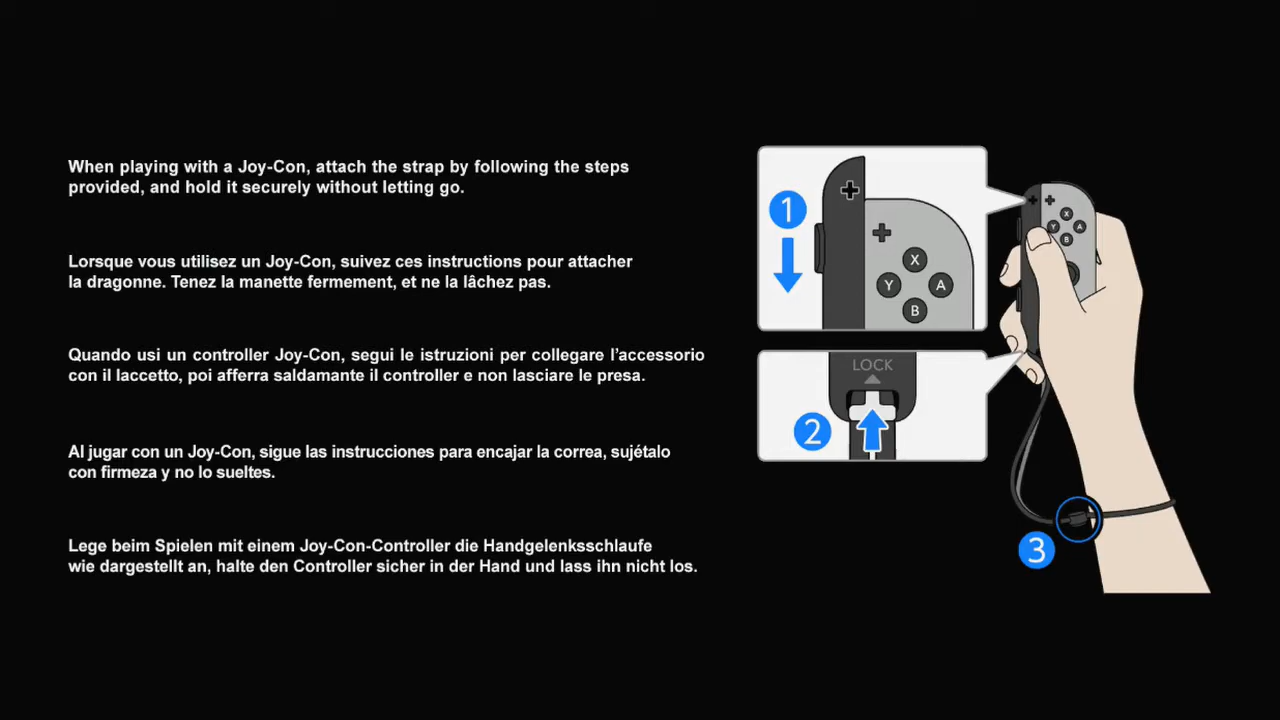 When playing with a Joy-Con, attach the strap by following the steps
provided, and hold it securely without letting go.
Lorsque vous utilisez un Joy-Con, suivez ces instructions pour attacher
la dragonne. Tenez la manette fermement, et ne la lâchez pas.
Quando usi un controller Joy-Con, segui le istruzioni per collegare l'accessorio
con il laccetto, poi afferra saldamante il controller e non lasciare le presa.
Al jugar con un Joy-Con, sigue las instrucciones para encajar la correa, sujétalo
con firmeza y no lo sueltes.
Lege beim Spielen mit einem Joy-Con-Controller die Handgelenksschlaufe
wie dargestellt an, halte den Controller sicher in der Hand und lass ihn nicht los.
1
X
Y
A
B
LOCK
2
X
Y
A
B
3